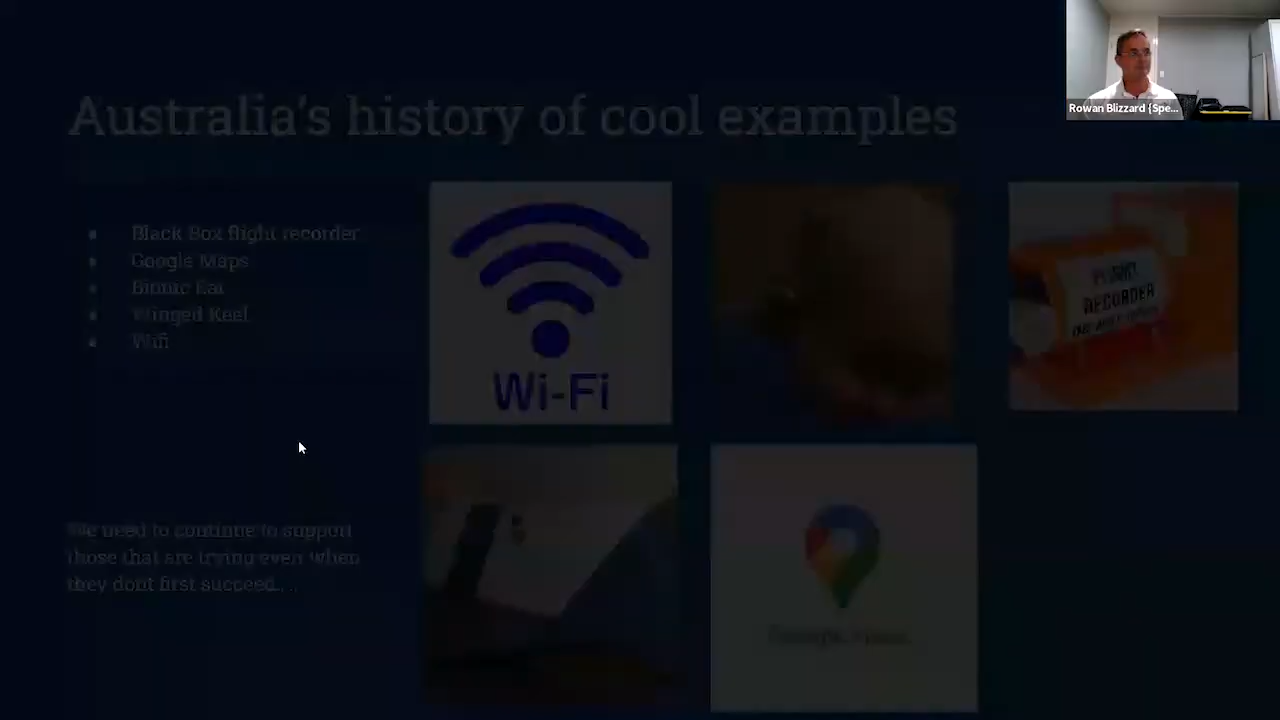 Rowan Blizzard (Spe...
Australia's history of cool examples
Black Box flight recorder
Google Maps
Bionic Ear
Winged Keel
Wifi
Wi-Fi
FLIGHT
RECORDER
We need to continue to support
those that are trying even when
they dont first succeed....